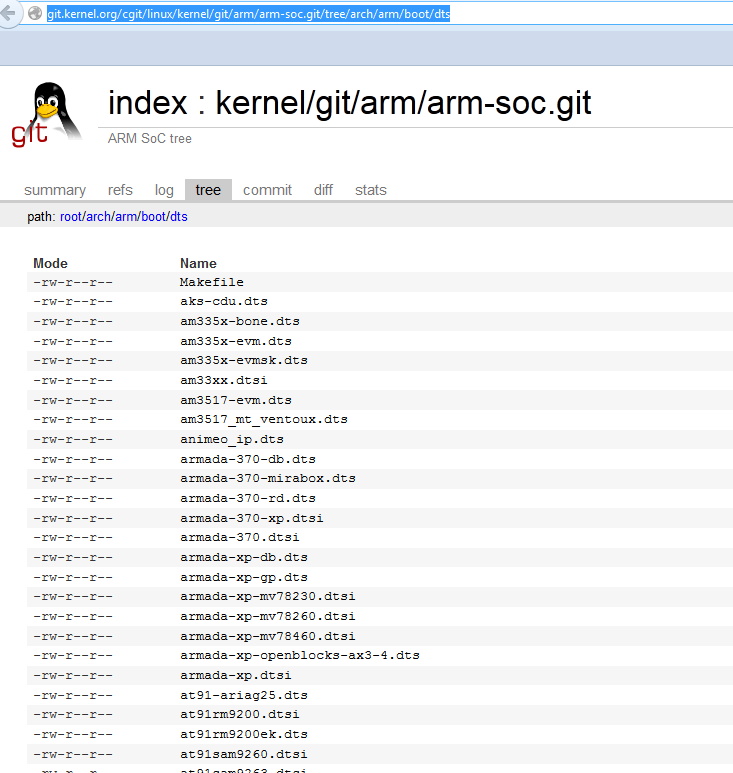 git.kernel.org/cgit/linux/kernel/git/arm/arm-soc.git/tree/arch/arm/boot/dts
git
index : kernel/git/arm/arm-soc.git
ARM SoC tree
summary refs log tree commit diff stats
path: root/arch/arm/boot/dts
Mode Name
-rw-r--r-- Makefile
-rw-r--r-- aks-cdu.dts
-rw-r--r-- am335x-bone.dts
-rw-r--r-- am335x-evm.dts
-rw-r--r-- am335x-evmsk.dts
-rw-r--r-- am33xx.dtsi
-rw-r--r-- am3517-evm.dts
-rw-r--r-- am3517_mt_ventoux.dts
-rw-r--r-- animeo_ip.dts
-rw-r--r-- armada-370-db.dts
-rw-r--r-- armada-370-mirabox.dts
-rw-r--r-- armada-370-rd.dts
-rw-r--r-- armada-370-xp.dtsi
-rw-r--r-- armada-370.dtsi
-rw-r--r-- armada-xp-db.dts
-rw-r--r-- armada-xp-gp.dts
-rw-r--r-- armada-xp-mv78230.dtsi
-rw-r--r-- armada-xp-mv78260.dtsi
-rw-r--r-- armada-xp-mv78460.dtsi
-rw-r--r-- armada-xp-openblocks-ax3-4.dts
-rw-r--r-- armada-xp.dtsi
-rw-r--r-- at91-ariag25.dts
-rw-r--r-- at91rm9200.dtsi
-rw-r--r-- at91rm9200ek.dts
-rw-r--r-- at91sam9260.dtsi
-rw-r--r-- at91sam9263.dtsi